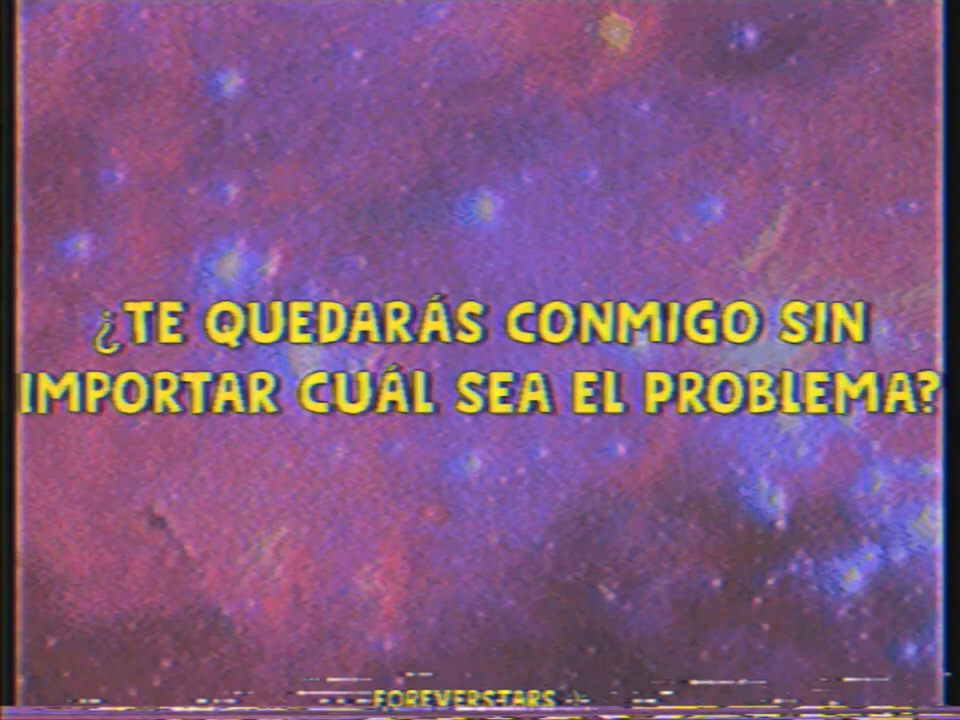 ¿TE QUEDARÁS CONMIGO SIN
IMPORTAR CUÁL SEA EL PROBLEMA?
FOREVERSTARS